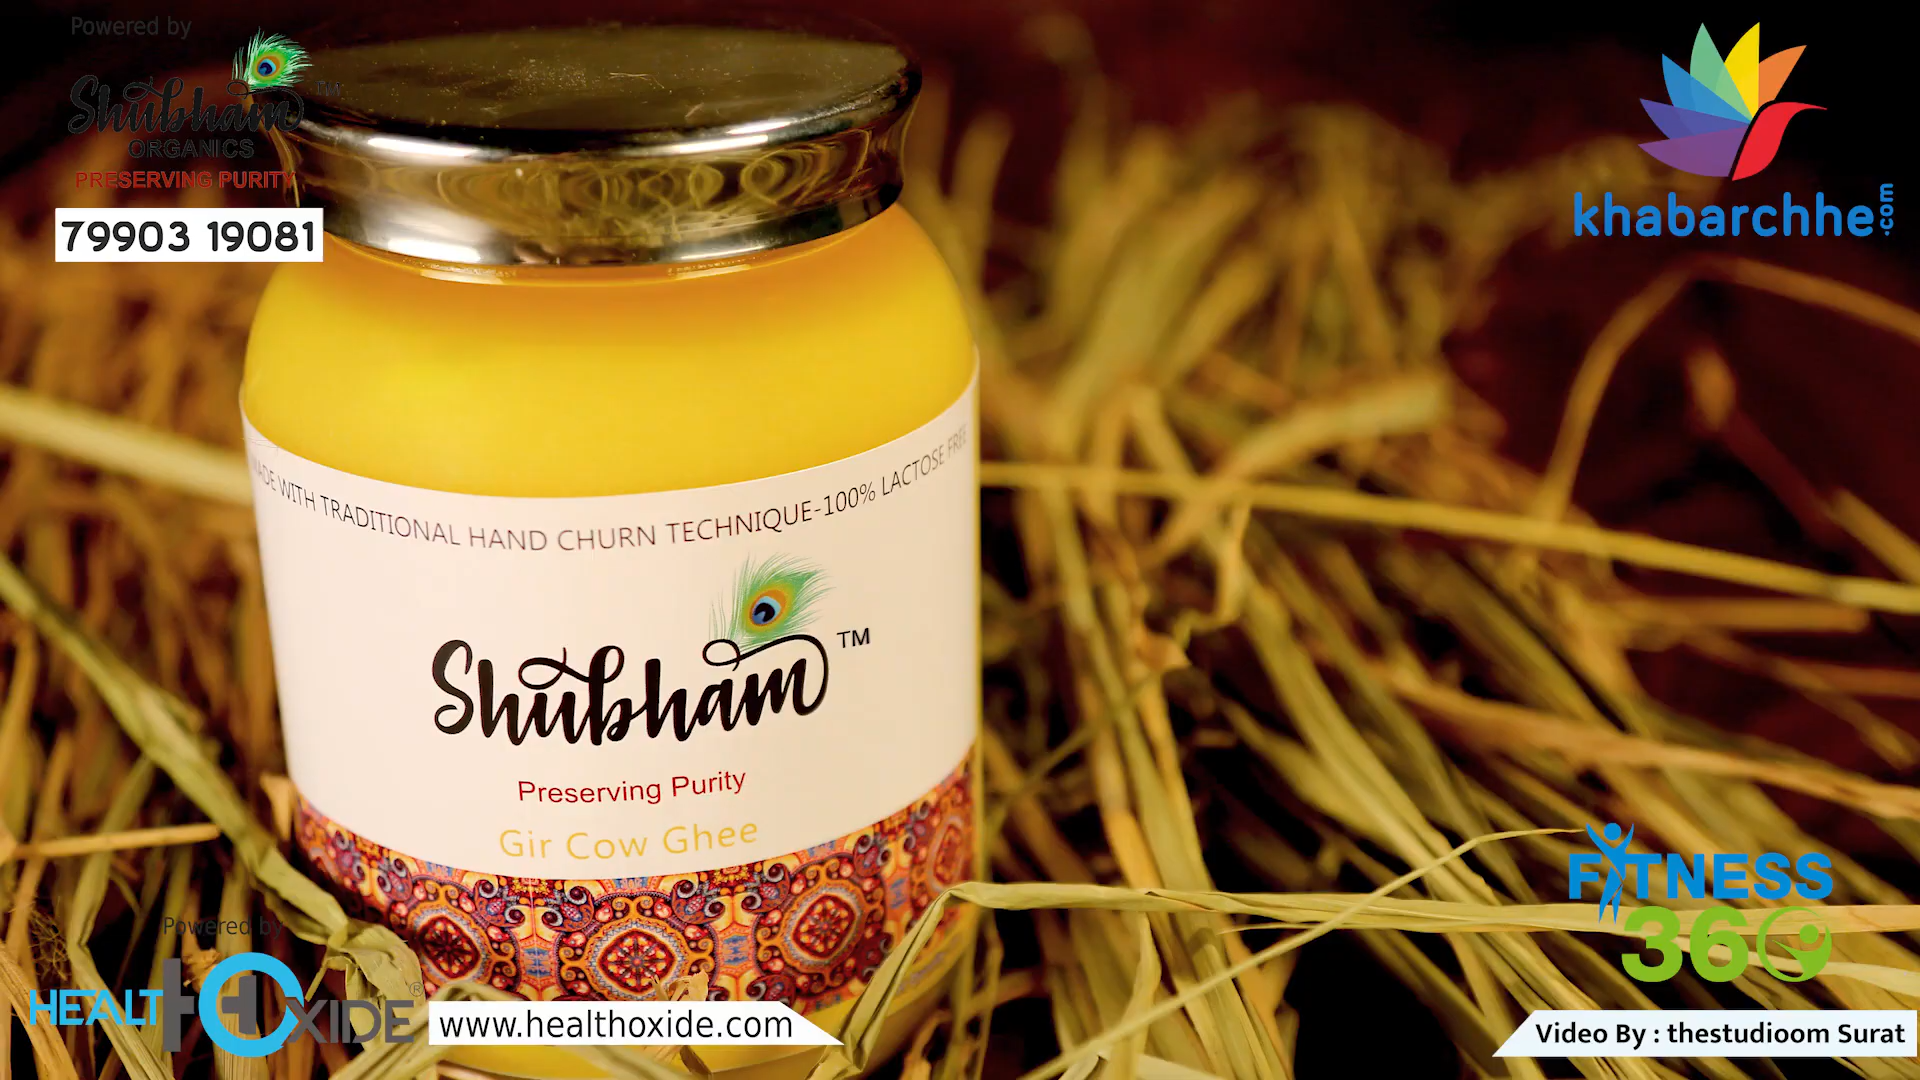 Powered by
Shubham TM
ORGANICS
PRESERVING PURITY
79903 19081
khabarchhe.com
MADE WITH TRADITIONAL HAND CHURN TECHNIQUE-100% LACTOSE FREE
Shubham TM
Preserving Purity
Gir Cow Ghee
FITNESS
360
Powered by
HEALTHOXIDE®
www.healthoxide.com
Video By : thestudioom Surat